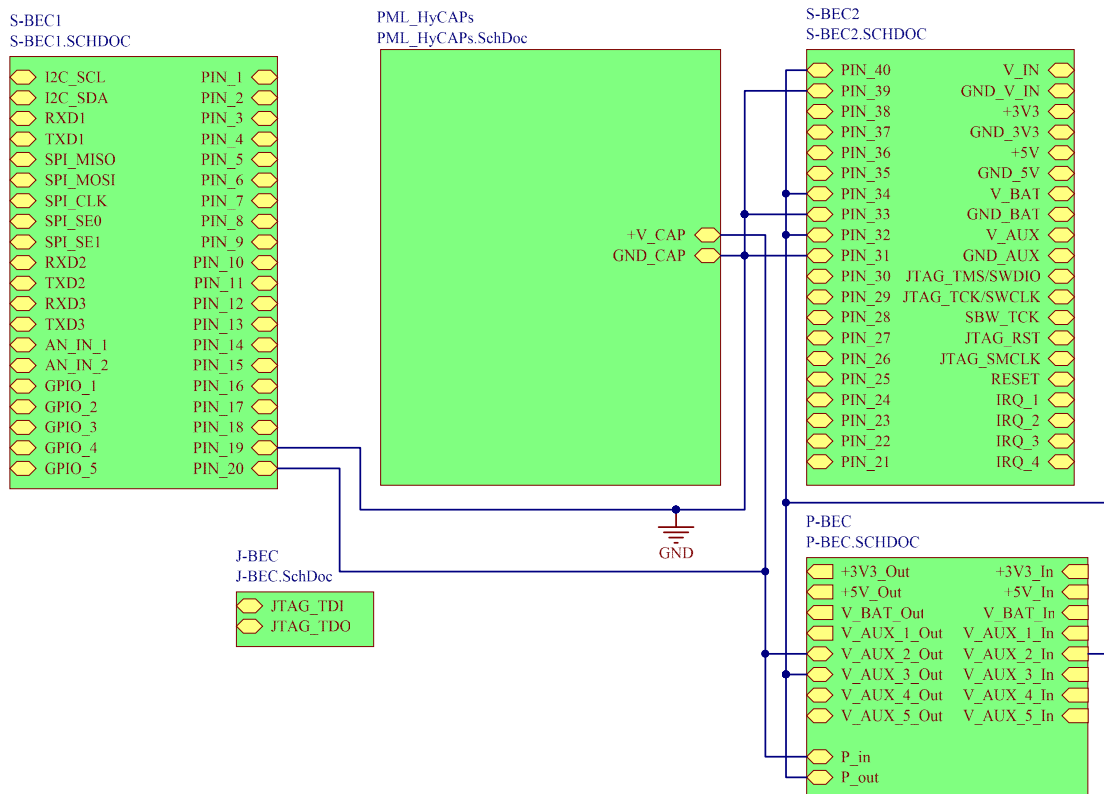 S-BEC1
S-BEC1.SCHDOC
I2C_SCL PIN_1
I2C_SDA PIN_2
RXD1 PIN_3
TXD1 PIN_4
SPI_MISO PIN_5
SPI_MOSI PIN_6
SPI_CLK PIN_7
SPI_SE0 PIN_8
SPI_SE1 PIN_9
RXD2 PIN_10
TXD2 PIN_11
RXD3 PIN_12
TXD3 PIN_13
AN_IN_1 PIN_14
AN_IN_2 PIN_15
GPIO_1 PIN_16
GPIO_2 PIN_17
GPIO_3 PIN_18
GPIO_4 PIN_19
GPIO_5 PIN_20
PML_HyCAPs
PML_HyCAPs.SchDoc
+V_CAP
GND_CAP
GND
S-BEC2
S-BEC2.SCHDOC
PIN_40 V_IN
PIN_39 GND_V_IN
PIN_38 +3V3
PIN_37 GND_3V3
PIN_36 +5V
PIN_35 GND_5V
PIN_34 V_BAT
PIN_33 GND_BAT
PIN_32 V_AUX
PIN_31 GND_AUX
PIN_30 JTAG_TMS/SWDIO
PIN_29 JTAG_TCK/SWCLK
PIN_28 SBW_TCK
PIN_27 JTAG_RST
PIN_26 JTAG_SMCLK
PIN_25 RESET
PIN_24 IRQ_1
PIN_23 IRQ_2
PIN_22 IRQ_3
PIN_21 IRQ_4
J-BEC
J-BEC.SchDoc
JTAG_TDI
JTAG_TDO
P-BEC
P-BEC.SCHDOC
+3V3_Out +3V3_In
+5V_Out +5V_In
V_BAT_Out V_BAT_In
V_AUX_1_Out V_AUX_1_In
V_AUX_2_Out V_AUX_2_In
V_AUX_3_Out V_AUX_3_In
V_AUX_4_Out V_AUX_4_In
V_AUX_5_Out V_AUX_5_In
P_in
P_out